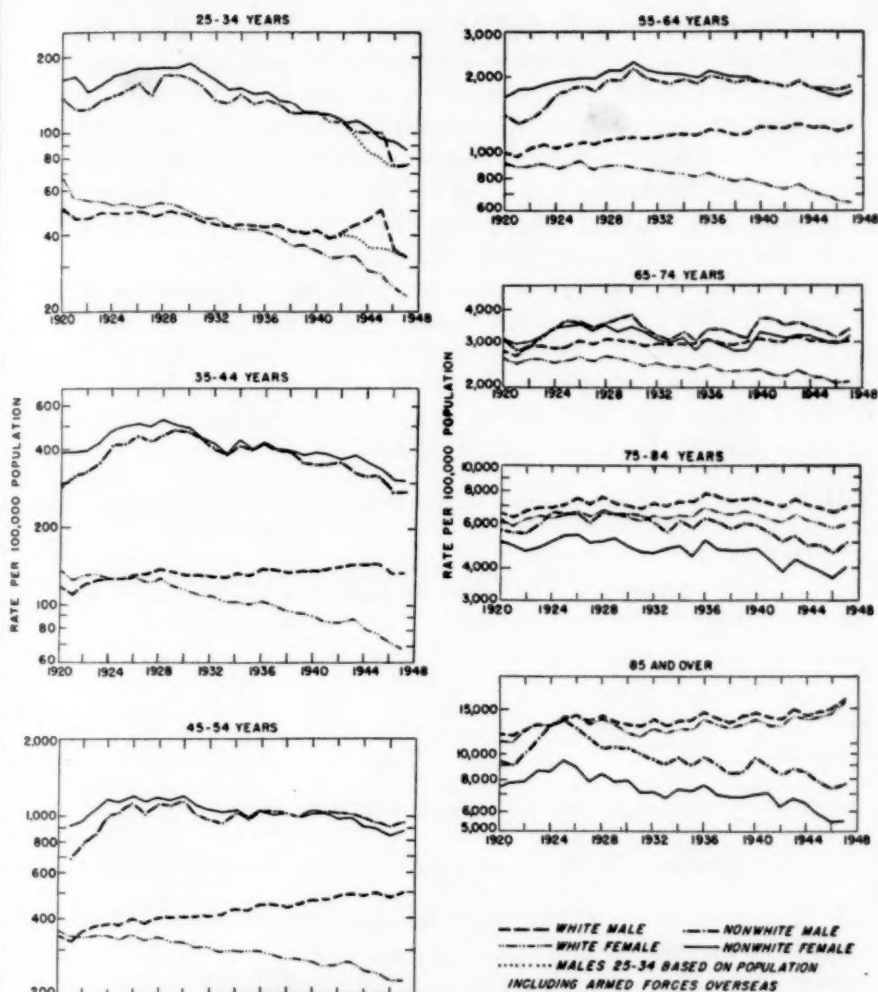 25-34 YEARS
200
100
80
60
40
20
1920 1924 1928 1932 1936 1940 1944 1948
35-44 YEARS
600
400
200
100
80
60
1920 1924 1928 1932 1936 1940 1944 1948
45-54 YEARS
2,000
1,000
800
600
400
200
RATE PER 100,000 POPULATION
55-64 YEARS
3,000
2,000
1,000
800
600
1920 1924 1928 1932 1936 1940 1944 1948
65-74 YEARS
4,000
3,000
2,000
1920 1924 1928 1932 1936 1940 1944 1948
75-84 YEARS
10,000
8,000
6,000
4,000
3,000
1920 1924 1928 1932 1936 1940 1944 1948
85 AND OVER
15,000
10,000
8,000
6,000
5,000
1920 1924 1928 1932 1936 1940 1944 1948
RATE PER 100,000 POPULATION
WHITE MALE
NONWHITE MALE
WHITE FEMALE
NONWHITE FEMALE
MALES 25-34 BASED ON POPULATION
INCLUDING ARMED FORCES OVERSEAS